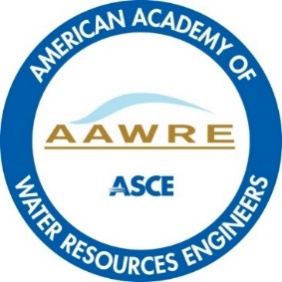 AMERICAN ACADEMY OF
AAWRE
ASCE
WATER RESOURCES ENGINEERS